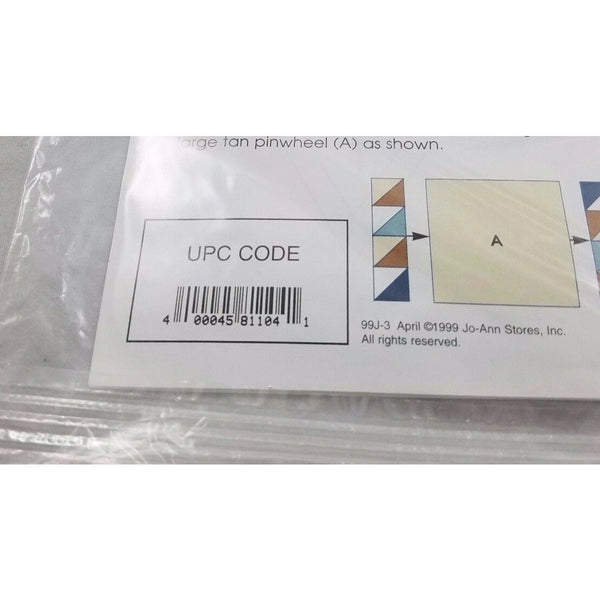 large tan pinwheel (A) as shown.
A
UPC CODE
4 00045 81104 1
99J-3 April ©1999 Jo-Ann Stores, Inc.
All rights reserved.